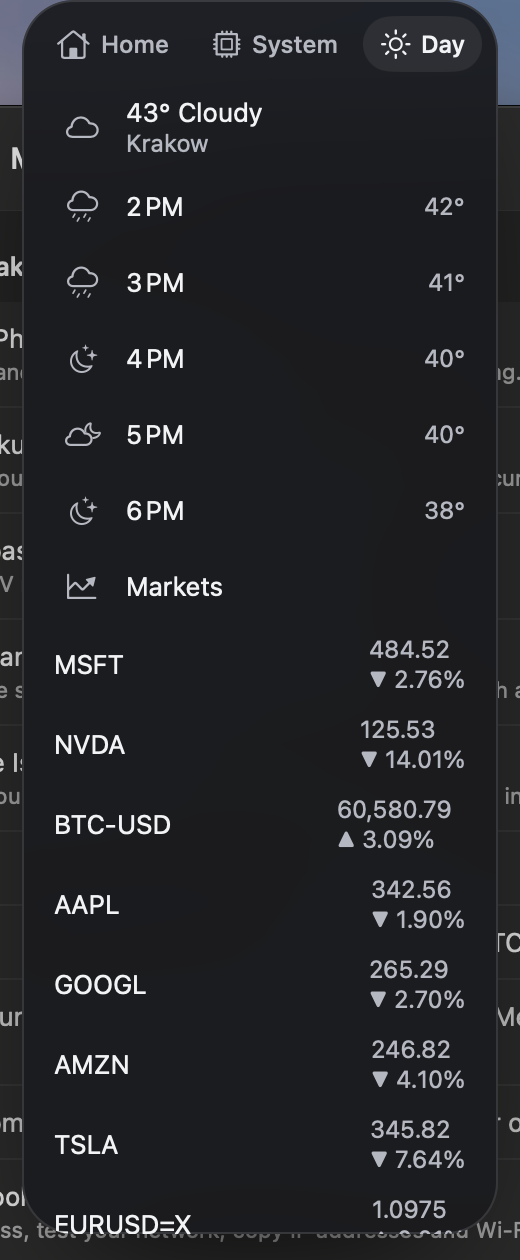 Home System Day
43° Cloudy
Krakow
2 PM 42°
3 PM 41°
4 PM 40°
5 PM 40°
6 PM 38°
Markets
MSFT 484.52
▼ 2.76%
NVDA 125.53
▼ 14.01%
BTC-USD 60,580.79
▲ 3.09%
AAPL 342.56
▼ 1.90%
GOOGL 265.29
▼ 2.70%
AMZN 246.82
▼ 4.10%
TSLA 345.82
▼ 7.64%
EURUSD=X 1.0975